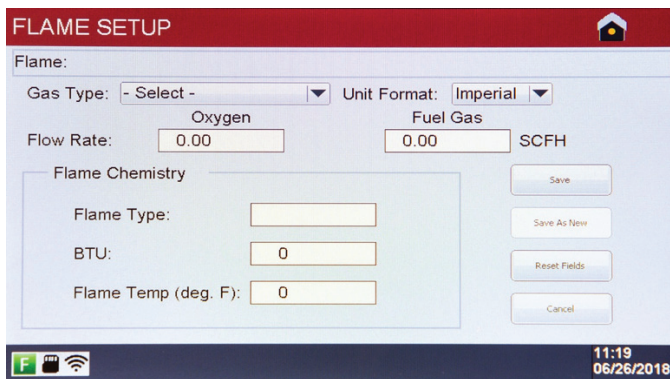 FLAME SETUP
Flame:
Gas Type: - Select - Unit Format: Imperial
Oxygen Fuel Gas
Flow Rate: 0.00 0.00 SCFH
Flame Chemistry
Save
Flame Type:
Save As New
BTU: 0
Reset Fields
Flame Temp (deg. F): 0
Cancel
F
11:19
06/26/2018